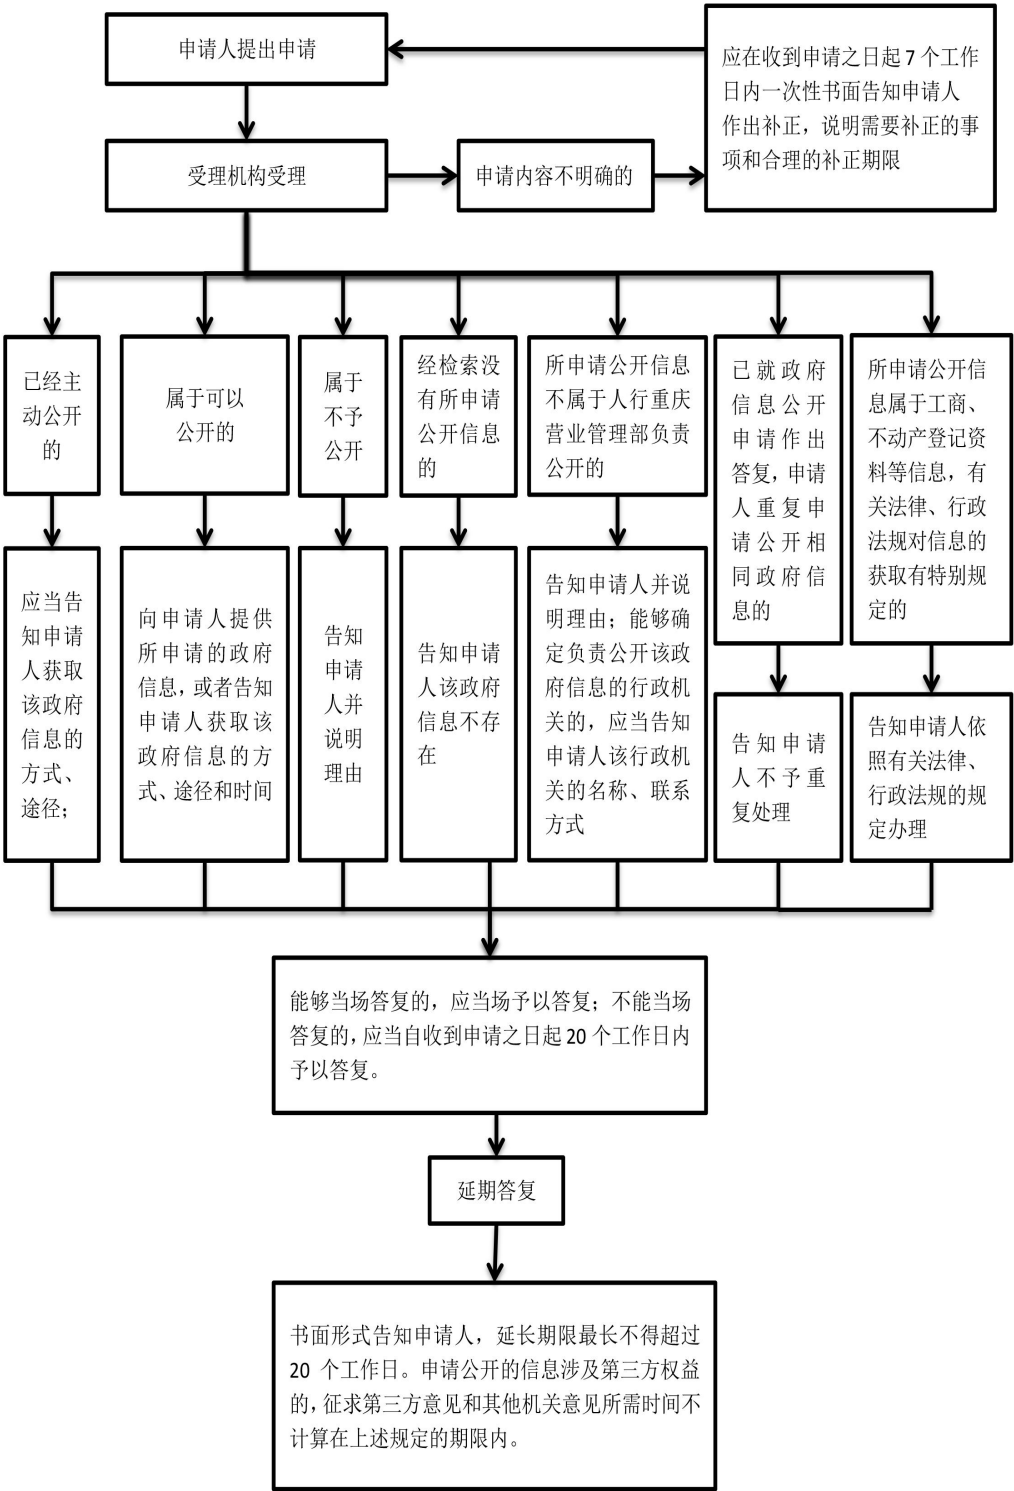 申请人提出申请
应在收到申请之日起 7 个工作
日内一次性书面告知申请人
作出补正，说明需要补正的事
项和合理的补正期限
受理机构受理
申请内容不明确的
已经主
动公开
的
属于可以
公开的
属于
不予
公开
经检索没
有所申请
公开信息
的
所申请公开信息
不属于人行重庆
营业管理部负责
公开的
已就政府
信息公开
申请作出
答复，申请
人重复申
请公开相
同政府信
息的
所申请公开信
息属于工商、
不动产登记资
料等信息，有
关法律、行政
法规对信息的
获取有特别规
定的
应当告
知申请
人获取
该政府
信息的
方式、
途径；
向申请人提供
所申请的政府
信息，或者告知
申请人获取该
政府信息的方
式、途径和时间
告知
申请
人并
说明
理由
告知申请
人该政府
信息不存
在
告知申请人并说
明理由；能够确
定负责公开该政
府信息的行政机
关的，应当告知
申请人该行政机
关的名称、联系
方式
告知申请
人不予重
复处理
告知申请人依
照有关法律、
行政法规的规
定办理
能够当场答复的，应当场予以答复；不能当场
答复的，应当自收到申请之日起 20 个工作日内
予以答复。
延期答复
书面形式告知申请人，延长期限最长不得超过
20 个工作日。申请公开的信息涉及第三方权益
的，征求第三方意见和其他机关意见所需时间不
计算在上述规定的期限内。